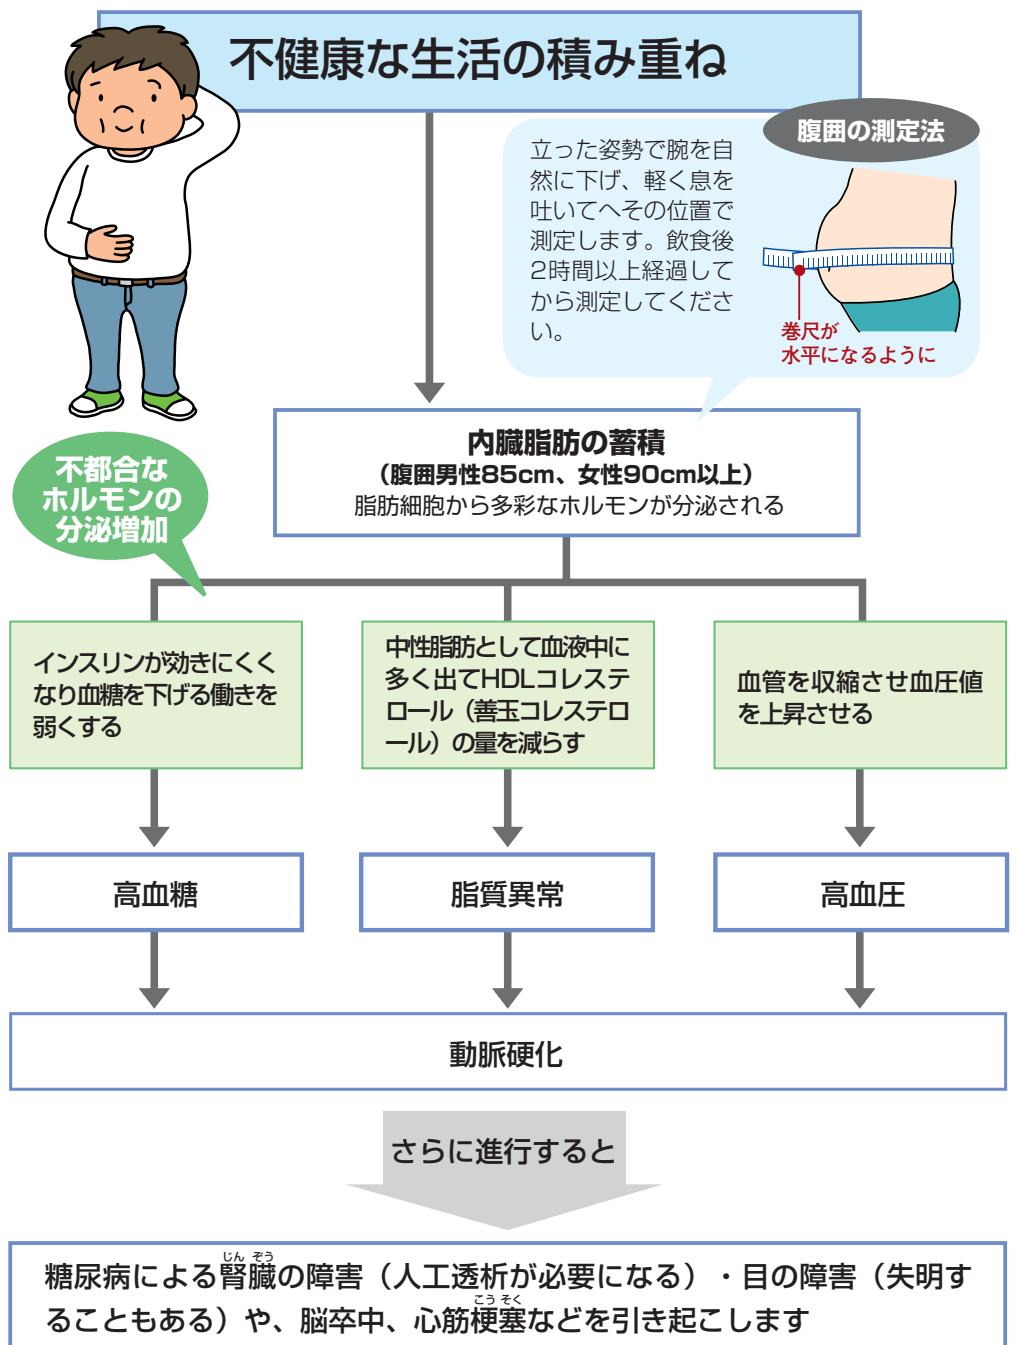 不健康な生活の積み重ね
腹囲の測定法
立った姿勢で腕を自
然に下げ、軽く息を
吐いてへその位置で
測定します。飲食後
2時間以上経過して
から測定してくださ
い。
巻尺が
水平になるように
内臓脂肪の蓄積
（腹囲男性85cm、女性90cm以上）
脂肪細胞から多彩なホルモンが分泌される
不都合な
ホルモンの
分泌増加
インスリンが効きにくく
なり血糖を下げる働きを
弱くする
中性脂肪として血液中に
多く出てHDLコレステ
ロール（善玉コレステロ
ール）の量を減らす
血管を収縮させ血圧値
を上昇させる
高血糖
脂質異常
高血圧
動脈硬化
さらに進行すると
じん ぞう
糖尿病による腎臓の障害（人工透析が必要になる）・目の障害（失明す
こう そく
ることもある）や、脳卒中、心筋梗塞などを引き起こします